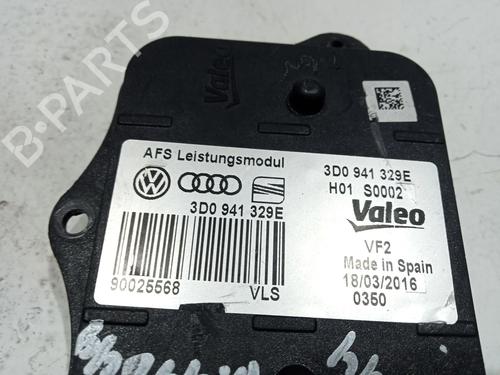 B-PARTS
Valeo
AFS Leistungsmodul
3D0 941 329E
90025568
VLS
3D0 941 329E
H01 S0002
Valeo
VF2
Made in Spain
18/03/2016
0350